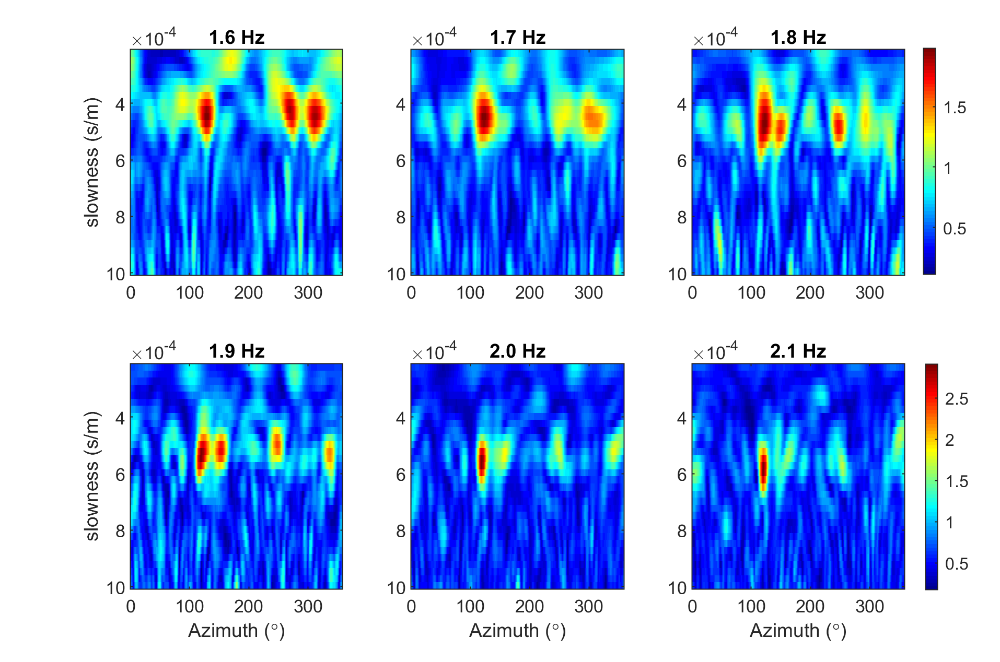 ×10-4 1.6 Hz
×10-4 1.7 Hz
×10-4 1.8 Hz
slowness (s/m)
4
6
8
10
0 100 200 300
4
6
8
10
0 100 200 300
4
6
8
10
0 100 200 300
1.5
1
0.5
×10-4 1.9 Hz
×10-4 2.0 Hz
×10-4 2.1 Hz
slowness (s/m)
4
6
8
10
0 100 200 300
Azimuth (°)
4
6
8
10
0 100 200 300
Azimuth (°)
4
6
8
10
0 100 200 300
Azimuth (°)
2.5
2
1.5
1
0.5